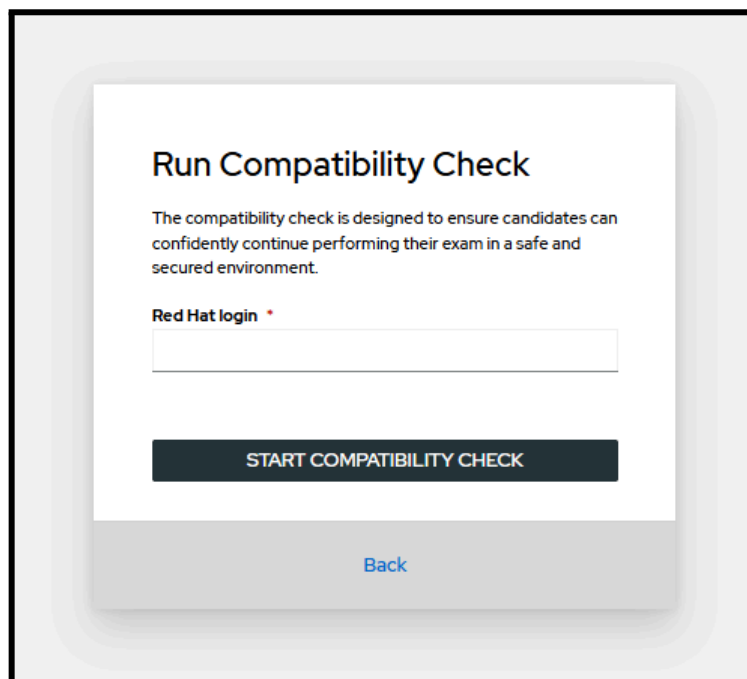 Run Compatibility Check
The compatibility check is designed to ensure candidates can
confidently continue performing their exam in a safe and
secured environment.
Red Hat login *
START COMPATIBILITY CHECK
Back